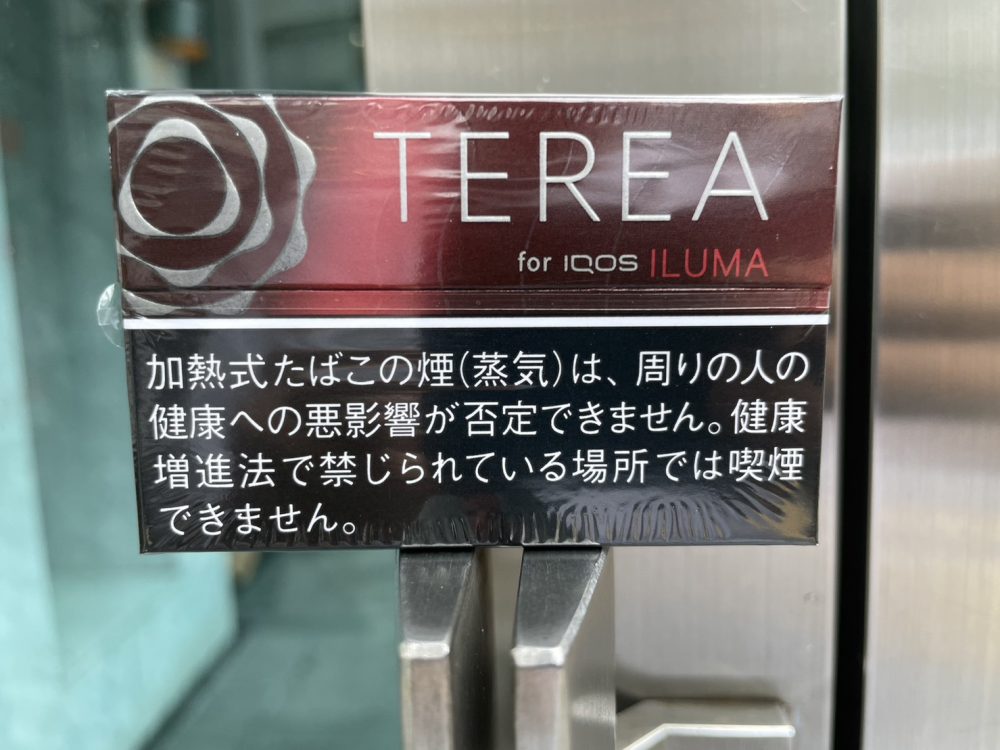 TEREA
for IQOS ILUMA
加熱式たばこの煙(蒸気)は、周りの人の
健康への悪影響が否定できません。健康
増進法で禁じられている場所では喫煙
できません。